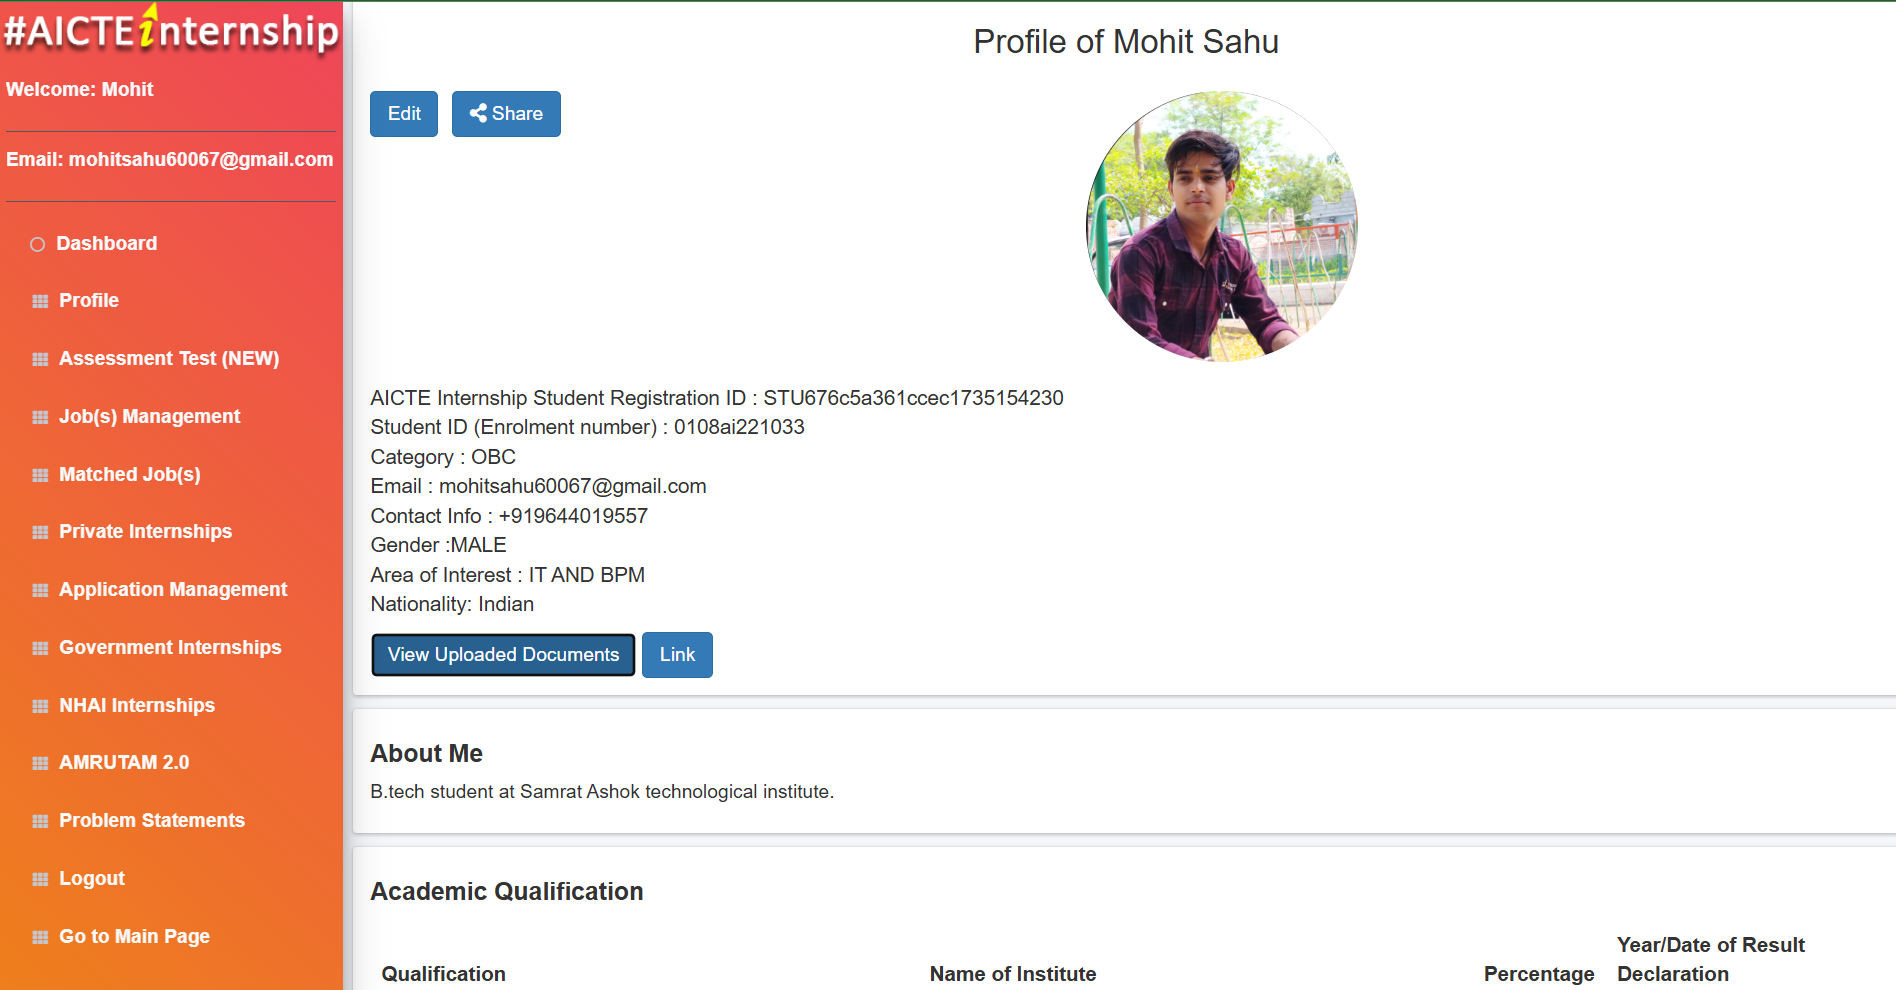 #AICTEinternship
Welcome: Mohit
Email: mohitsahu60067@gmail.com
Dashboard
Profile
Assessment Test (NEW)
Job(s) Management
Matched Job(s)
Private Internships
Application Management
Government Internships
NHAI Internships
AMRUTAM 2.0
Problem Statements
Logout
Go to Main Page
Profile of Mohit Sahu
Edit
Share
AICTE Internship Student Registration ID : STU676c5a361ccec1735154230
Student ID (Enrolment number) : 0108ai221033
Category : OBC
Email : mohitsahu60067@gmail.com
Contact Info : +919644019557
Gender :MALE
Area of Interest : IT AND BPM
Nationality: Indian
View Uploaded Documents
Link
About Me
B.tech student at Samrat Ashok technological institute.
Academic Qualification
Qualification
Name of Institute
Percentage
Year/Date of Result
Declaration